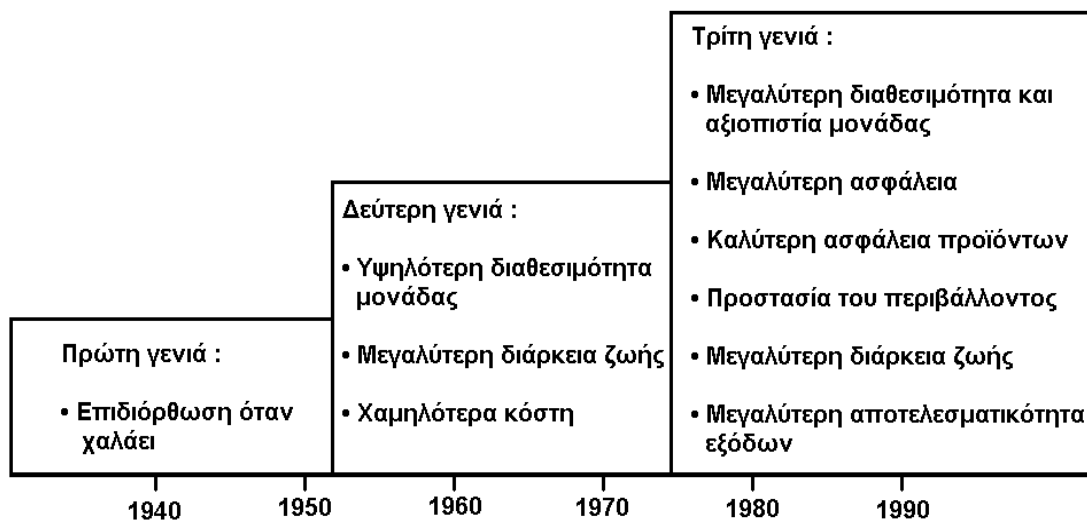 Πρώτη γενιά :
• Επιδιόρθωση όταν
χαλάει
Δεύτερη γενιά :
• Υψηλότερη διαθεσιμότητα
μονάδας
• Μεγαλύτερη διάρκεια ζωής
• Χαμηλότερα κόστη
Τρίτη γενιά :
• Μεγαλύτερη διαθεσιμότητα και
αξιοπιστία μονάδας
• Μεγαλύτερη ασφάλεια
• Καλύτερη ασφάλεια προϊόντων
• Προστασία του περιβάλλοντος
• Μεγαλύτερη διάρκεια ζωής
• Μεγαλύτερη αποτελεσματικότητα
εξόδων
1940 1950 1960 1970 1980 1990